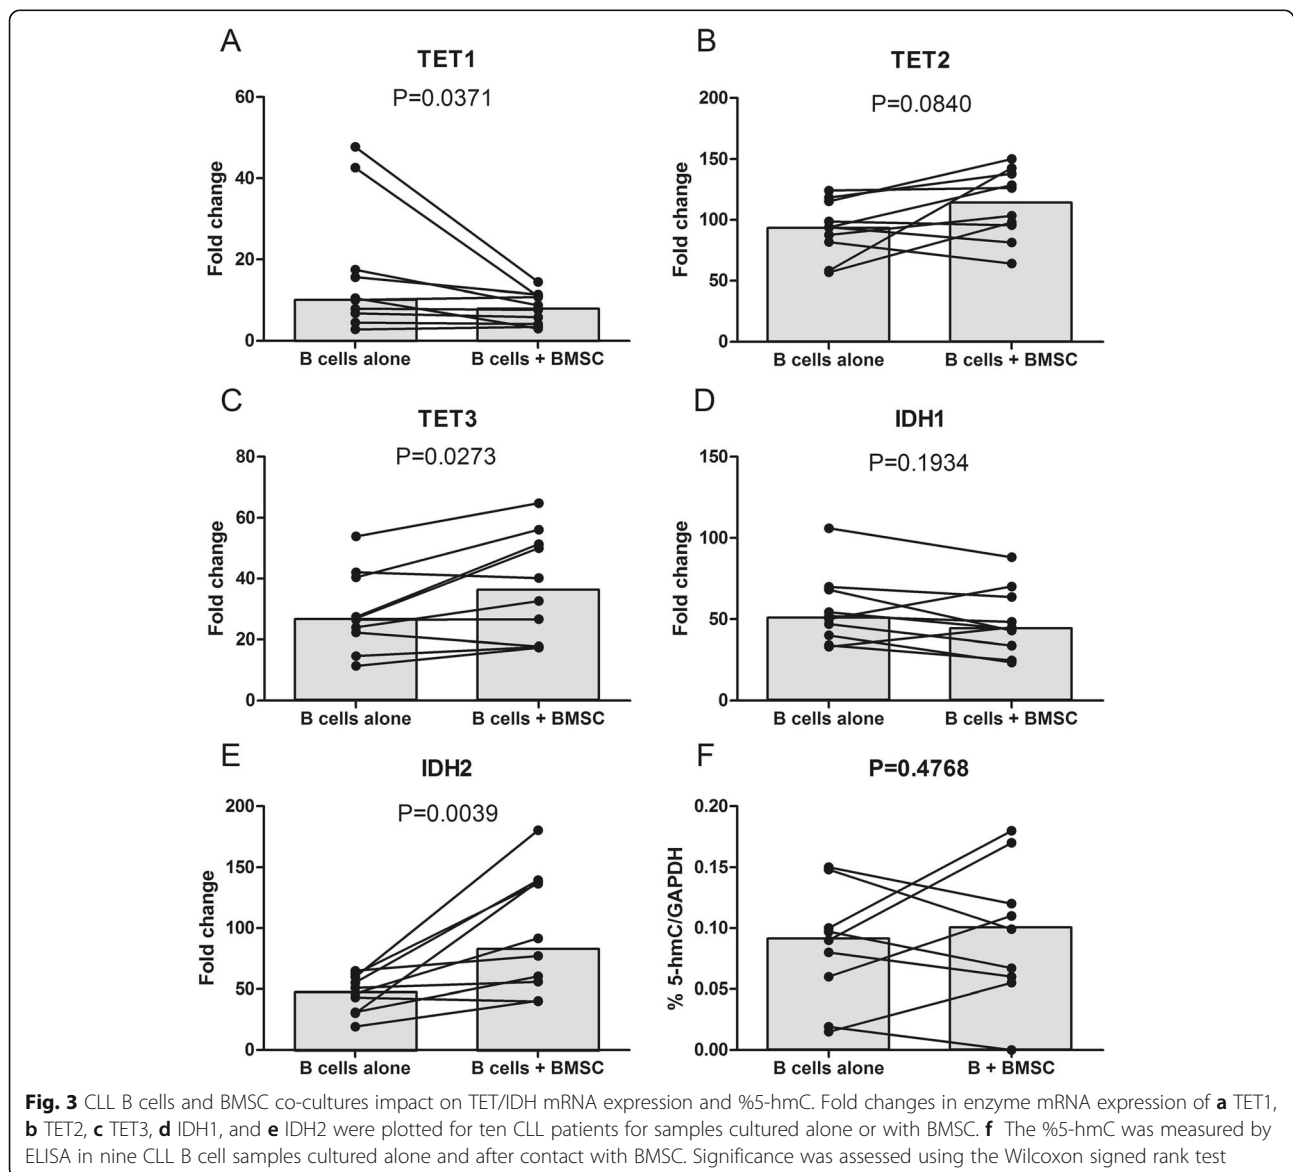 A
TET1
P=0.0371
Fold change
60
40
20
0
B cells alone
B cells + BMSC
B
TET2
P=0.0840
Fold change
200
150
100
50
0
B cells alone
B cells + BMSC
C
TET3
P=0.0273
Fold change
80
60
40
20
0
B cells alone
B cells + BMSC
D
IDH1
P=0.1934
Fold change
150
100
50
0
B cells alone
B cells + BMSC
E
IDH2
P=0.0039
Fold change
200
150
100
50
0
B cells alone
B cells + BMSC
F
P=0.4768
% 5-hmC/GAPDH
0.20
0.15
0.10
0.05
0.00
B cells alone
B + BMSC
Fig. 3 CLL B cells and BMSC co-cultures impact on TET/IDH mRNA expression and %5-hmC. Fold changes in enzyme mRNA expression of a TET1,
b TET2, c TET3, d IDH1, and e IDH2 were plotted for ten CLL patients for samples cultured alone or with BMSC. f The %5-hmC was measured by
ELISA in nine CLL B cell samples cultured alone and after contact with BMSC. Significance was assessed using the Wilcoxon signed rank test